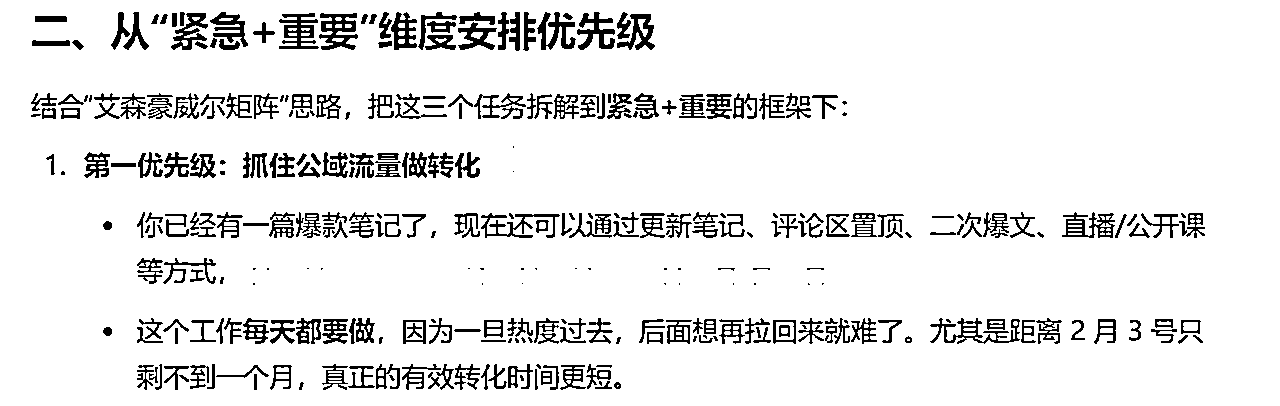 二、从“紧急+重要”维度安排优先级
结合“艾森豪威尔矩阵”思路，把这三个任务拆解到紧急+重要的框架下：
1. 第一优先级：抓住公域流量做转化
• 你已经有一篇爆款笔记了，现在还可以通过更新笔记、评论区置顶、二次爆文、直播/公开课
等方式，
• 这个工作每天都要做，因为一旦热度过去，后面想再拉回来就难了。尤其是距离 2 月 3 号只
剩不到一个月，真正的有效转化时间更短。